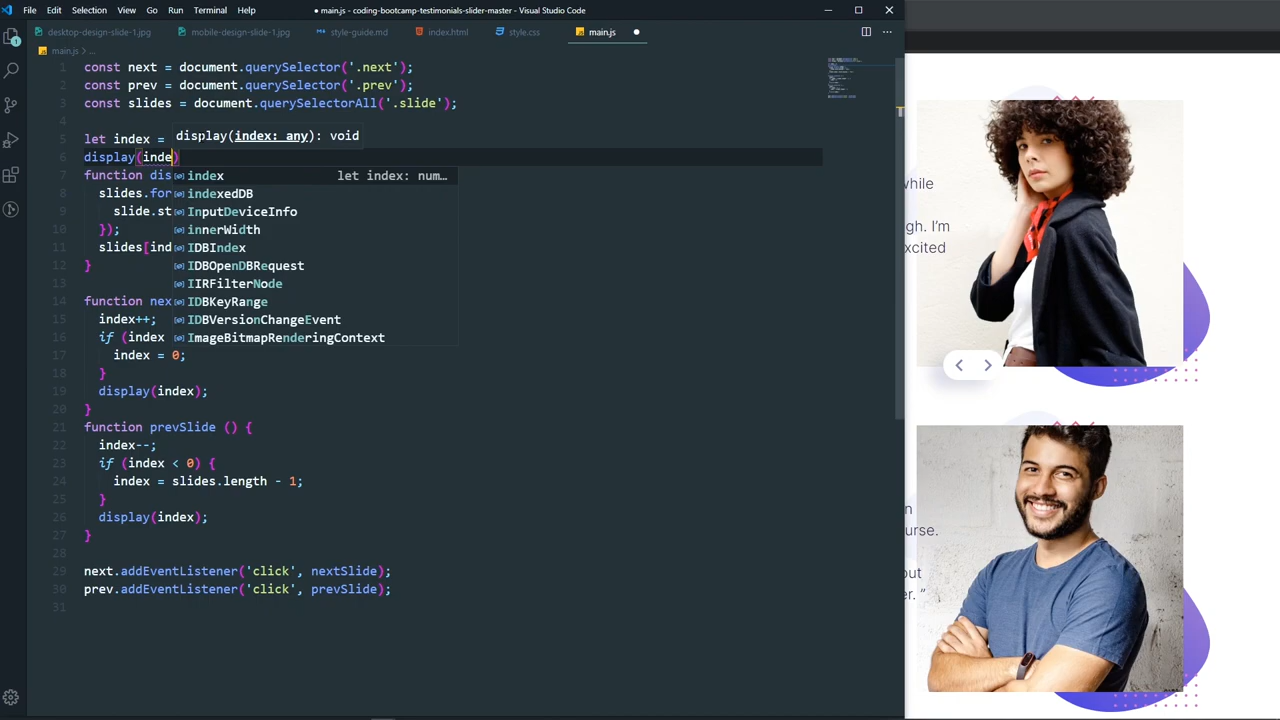 File Edit Selection View Go Run Terminal Help
● main.js - coding-bootcamp-testimonials-slider-master - Visual Studio Code
desktop-design-slide-1.jpg mobile-design-slide-1.jpg style-guide.md index.html style.css main.js
main.js > ...
1 const next = document.querySelector('.next');
2 const prev = document.querySelector('.prev');
3 const slides = document.querySelectorAll('.slide');
4
display(index: any): void
5 let index =
6 display(inde)
7 function dis index let index: num…
8 slides.for indexedDB
9 slide.st InputDeviceInfo
10 }); innerWidth
11 slides[ind IDBIndex
12 } IDBOpenDBRequest
13 IIRFilterNode
14 function nex IDBKeyRange
15 index++; IDBVersionChangeEvent
16 if (index ImageBitmapRenderingContext
17 index = 0;
18 }
19 display(index);
20 }
21 function prevSlide () {
22 index--;
23 if (index < 0) {
24 index = slides.length - 1;
25 }
26 display(index);
27 }
28
29 next.addEventListener('click', nextSlide);
30 prev.addEventListener('click', prevSlide);
31
while
gh. I'm
xcited
n
urse.
out
er. ”